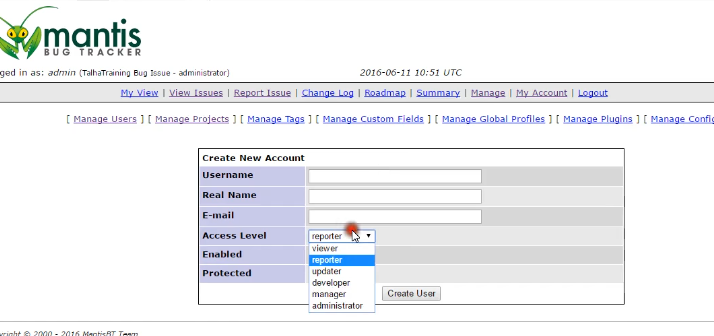 mantis
BUG TRACKER
ged in as: admin (TalhaTraining Bug Issue - administrator)
2016-06-11 10:51 UTC
My View | View Issues | Report Issue | Change Log | Roadmap | Summary | Manage | My Account | Logout
[ Manage Users ] [ Manage Projects ] [ Manage Tags ] [ Manage Custom Fields ] [ Manage Global Profiles ] [ Manage Plugins ] [ Manage Config
Create New Account
Username
Real Name
E-mail
Access Level reporter
viewer
reporter
Enabled
updater
Protected
developer
manager
administrator
Create User
yright © 2000 - 2016 MantisBT Team